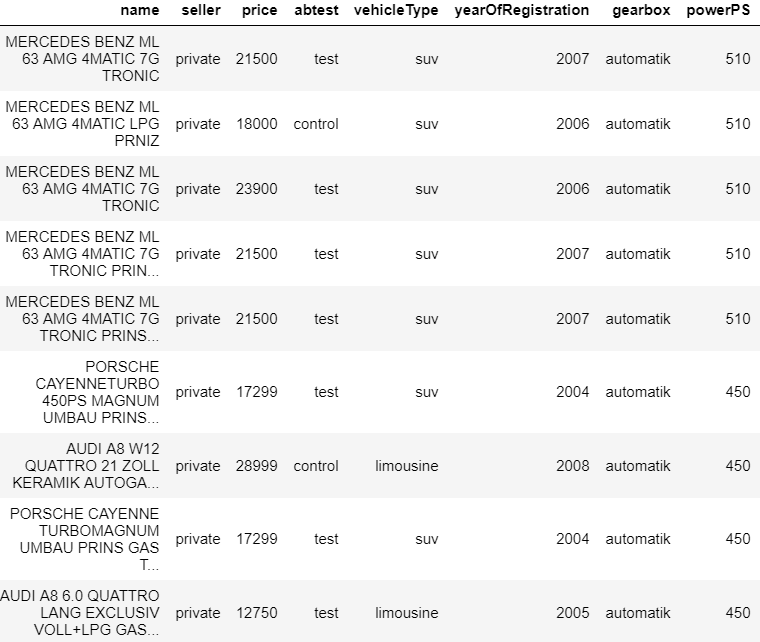 name seller price abtest vehicleType yearOfRegistration gearbox powerPS
MERCEDES BENZ ML
63 AMG 4MATIC 7G
TRONIC
private 21500 test suv 2007 automatik 510
MERCEDES BENZ ML
63 AMG 4MATIC LPG
PRNIZ
private 18000 control suv 2006 automatik 510
MERCEDES BENZ ML
63 AMG 4MATIC 7G
TRONIC
private 23900 test suv 2006 automatik 510
MERCEDES BENZ ML
63 AMG 4MATIC 7G
TRONIC PRIN...
private 21500 test suv 2007 automatik 510
MERCEDES BENZ ML
63 AMG 4MATIC 7G
TRONIC PRINS...
private 21500 test suv 2007 automatik 510
PORSCHE
CAYENNETURBO
450PS MAGNUM
UMBAU PRINS...
private 17299 test suv 2004 automatik 450
AUDI A8 W12
QUATTRO 21 ZOLL
KERAMIK AUTOGA...
private 28999 control limousine 2008 automatik 450
PORSCHE CAYENNE
TURBOMAGNUM
UMBAU PRINS GAS
T...
private 17299 test suv 2004 automatik 450
AUDI A8 6.0 QUATTRO
LANG EXCLUSIV
VOLL+LPG GAS...
private 12750 test limousine 2005 automatik 450